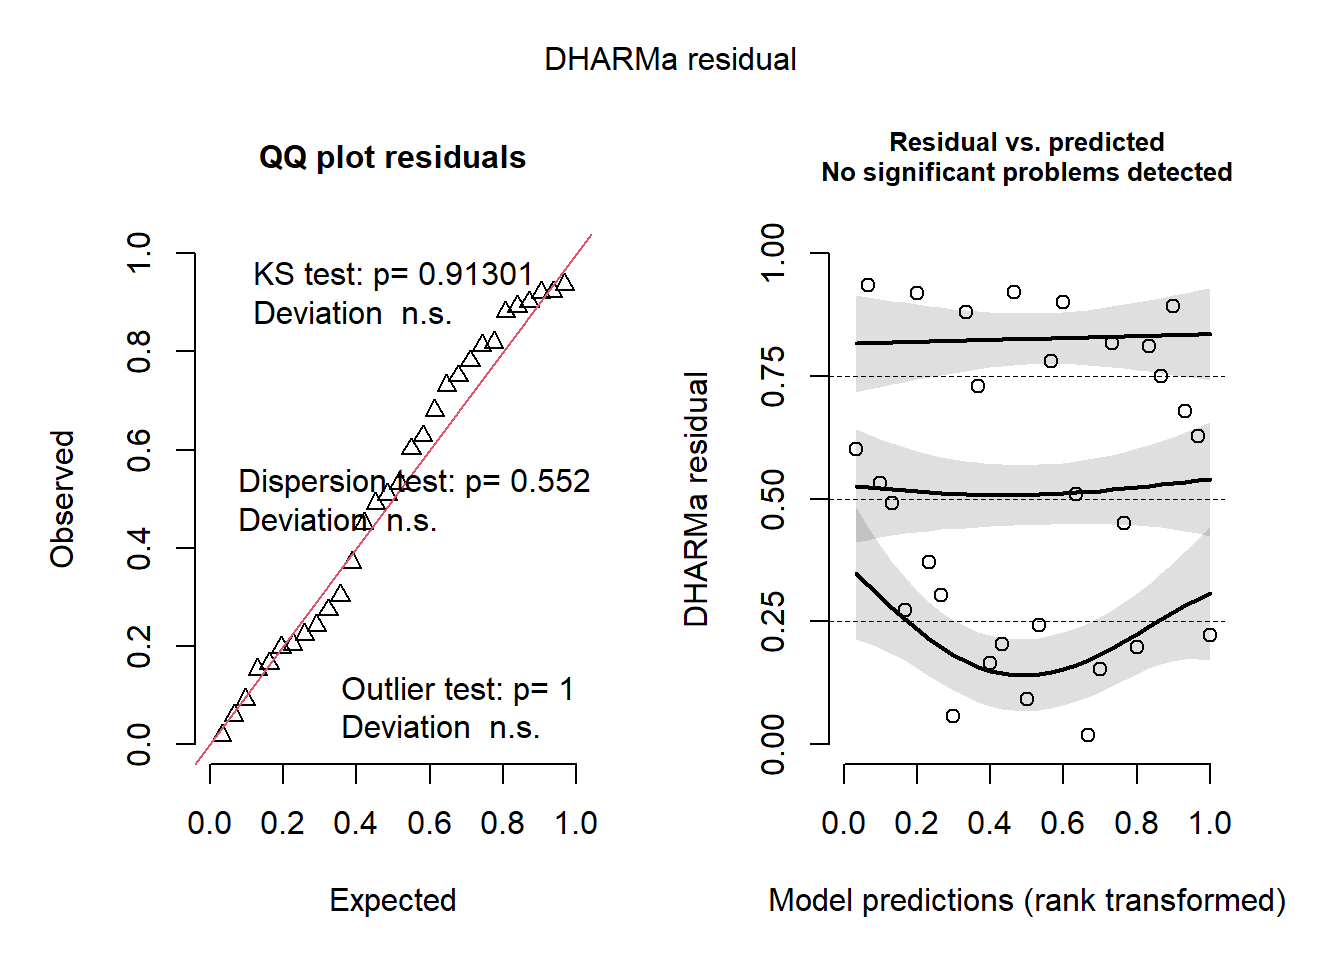 DHARMa residual
QQ plot residuals
KS test: p= 0.91301
Deviation  n.s.
Dispersion test: p= 0.552
Deviation  n.s.
Outlier test: p= 1
Deviation  n.s.
Observed
0.0
0.2
0.4
0.6
0.8
1.0
0.0 0.2 0.4 0.6 0.8 1.0
Expected
Residual vs. predicted
No significant problems detected
DHARMa residual
0.00
0.25
0.50
0.75
1.00
0.0 0.2 0.4 0.6 0.8 1.0
Model predictions (rank transformed)